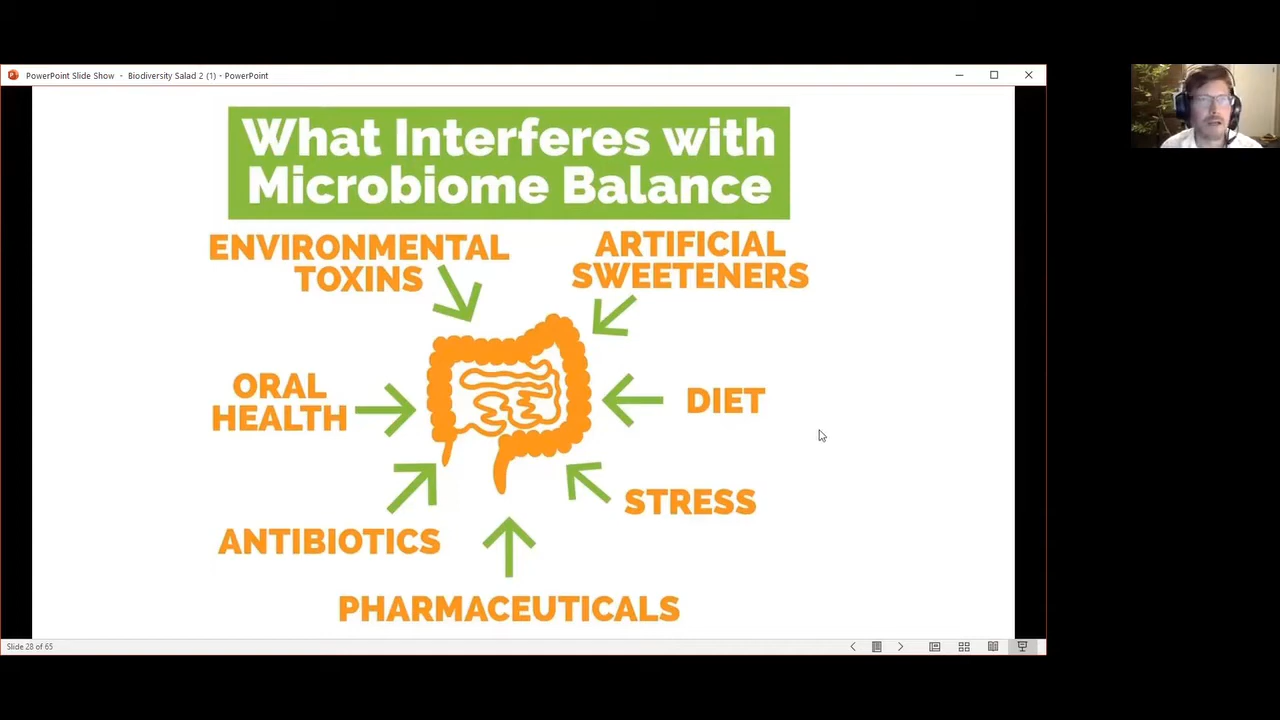 PowerPoint Slide Show - Biodiversity Salad 2 (1) - PowerPoint
What Interferes with
Microbiome Balance
ENVIRONMENTAL
TOXINS
ARTIFICIAL
SWEETENERS
ORAL
HEALTH
DIET
STRESS
ANTIBIOTICS
PHARMACEUTICALS
Slide 28 of 65